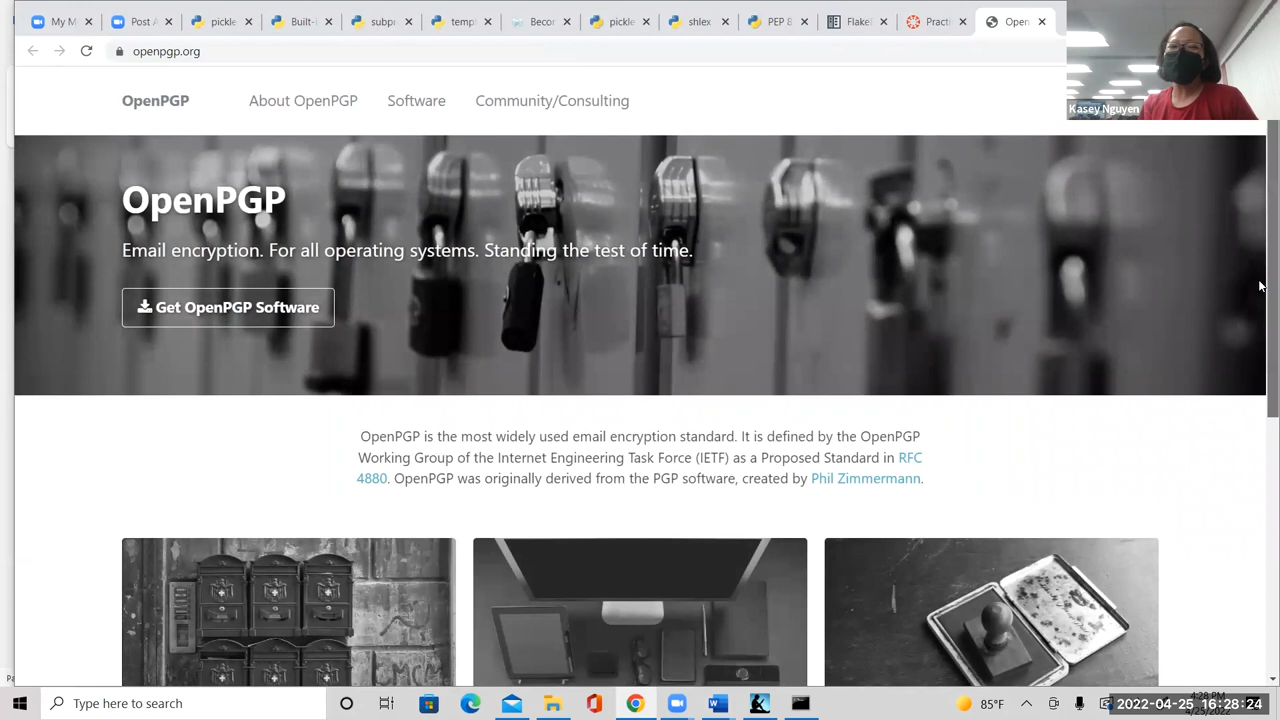 My M
Post A
pickle
Built-
subpr
temp
Beco
pickle
shlex
PEP 8
Flake
Practi
Open
openpgp.org
Kasey Nguyen
OpenPGP
About OpenPGP
Software
Community/Consulting
OpenPGP
Email encryption. For all operating systems. Standing the test of time.
Get OpenPGP Software
OpenPGP is the most widely used email encryption standard. It is defined by the OpenPGP
Working Group of the Internet Engineering Task Force (IETF) as a Proposed Standard in RFC
4880. OpenPGP was originally derived from the PGP software, created by Phil Zimmermann.
Type here to search
85°F
4:28 PM
2022-04-25 16:28:24